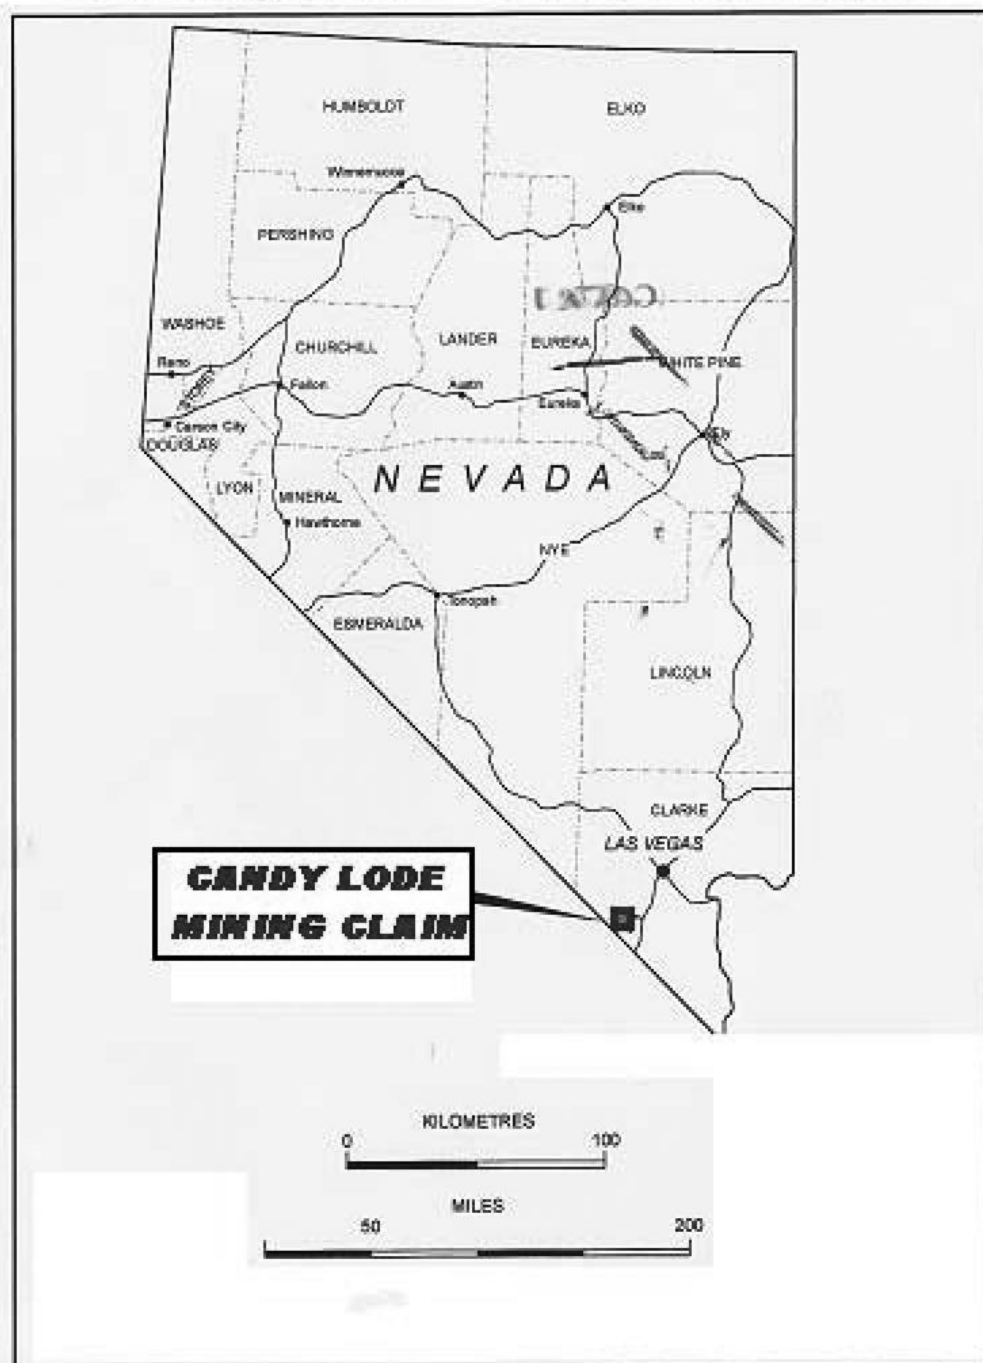 HUMBOLDT
ELKO
Winnemucca
Elko
PERSHING
WASHOE
CHURCHILL
LANDER
EUREKA
WHITE PINE
Reno
STOREY
Fallon
Austin
Eureka
Carson City
DOUGLAS
Ely
LYON
MINERAL
NEVADA
Hawthorne
NYE
Tonopah
ESMERALDA
LINCOLN
CLARKE
LAS VEGAS
CANDY LODE
MINING CLAIM
KILOMETRES
0 100
MILES
50 200